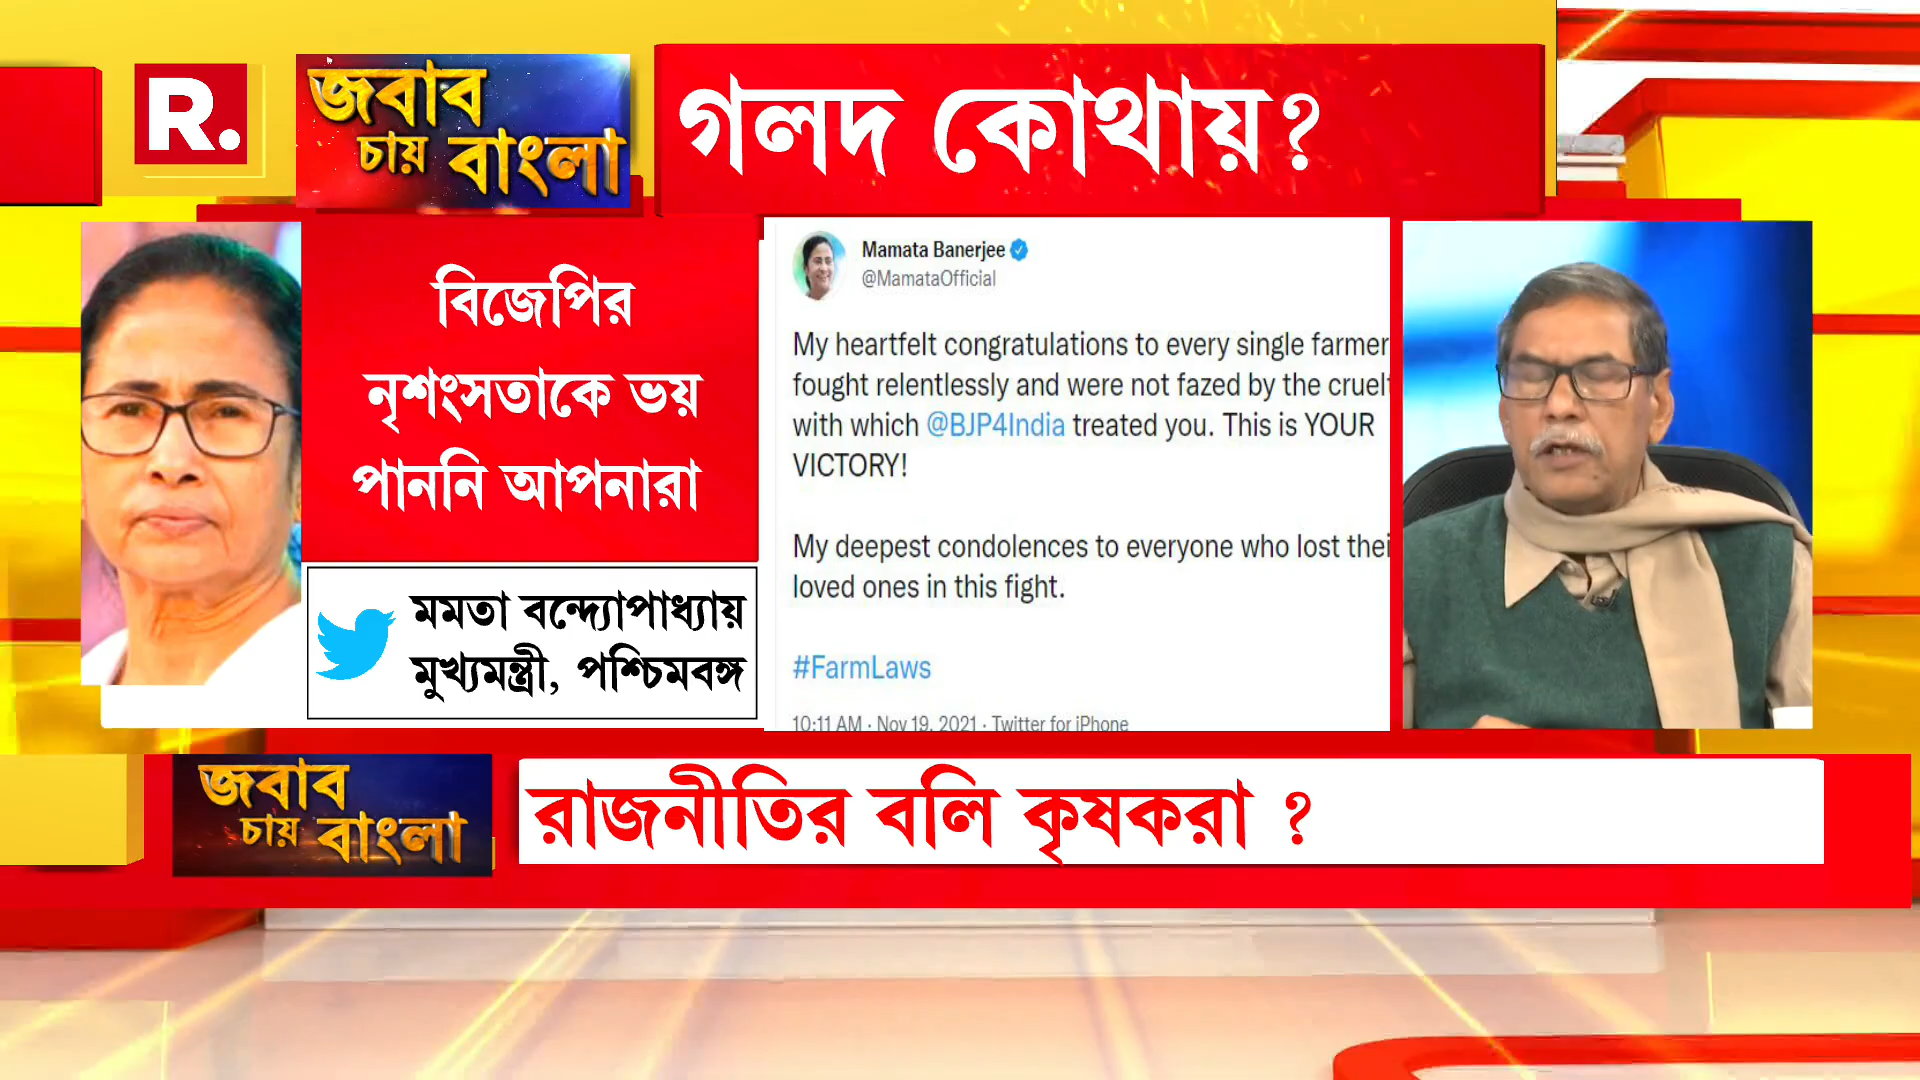 R.
জবাব
চায় বাংলা
গলদ কোথায়?
বিজেপির
নৃশংসতাকে ভয়
পাননি আপনারা
মমতা বন্দ্যোপাধ্যায়
মুখ্যমন্ত্রী, পশ্চিমবঙ্গ
Mamata Banerjee
@MamataOfficial
My heartfelt congratulations to every single farmer
fought relentlessly and were not fazed by the cruelt
with which @BJP4India treated you. This is YOUR
VICTORY!
My deepest condolences to everyone who lost thei
loved ones in this fight.
#FarmLaws
10:11 AM · Nov 19, 2021 · Twitter for iPhone
জবাব
চায় বাংলা
রাজনীতির বলি কৃষকরা ?